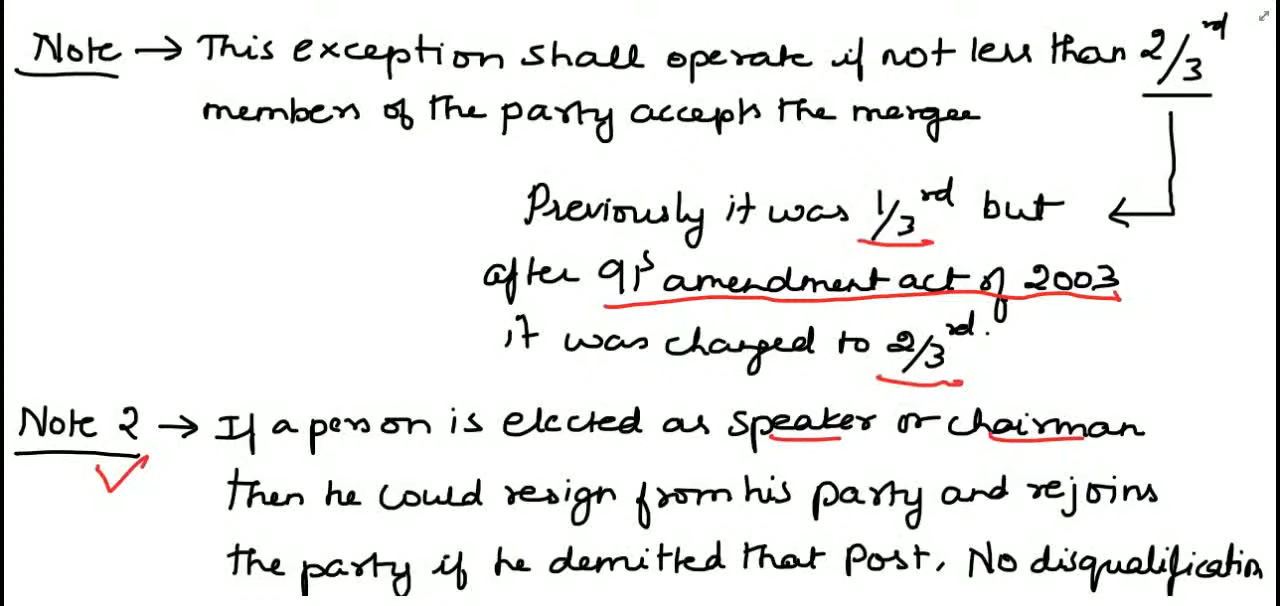 Note → This exception shall operate if not less than 2/3rd
members of the party accepts the merger
Previously it was 1/3rd but
after 91s amendment act of 2003
it was changed to 2/3rd.
Note 2 → If a person is elected as speaker or chairman
then he could resign from his party and rejoins
the party if he demitted that post. No disqualification